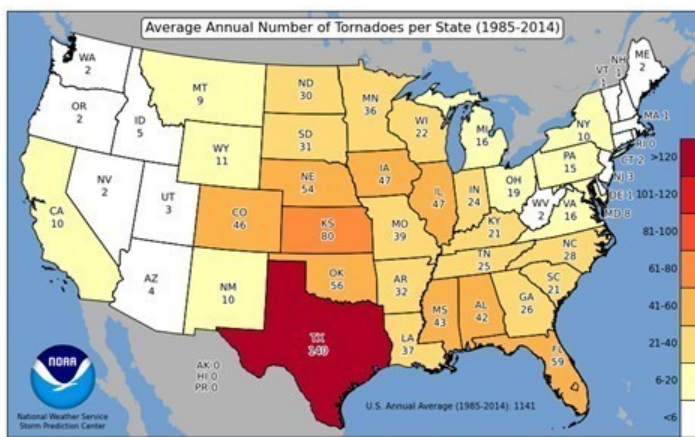 Average Annual Number of Tornadoes per State (1985-2014)
WA
2
OR
2
ID
5
MT
9
ND
30
MN
36
WI
22
MI
16
NY
10
VT
1
NH
1
ME
2
MA 1
RI 0
CT 2
NJ 3
DE 1
MD 8
PA
15
OH
19
WV
2
VA
16
SD
31
WY
11
NE
54
IA
47
IL
47
IN
24
KY
21
NV
2
UT
3
CO
46
KS
80
MO
39
TN
25
NC
28
SC
21
CA
10
AZ
4
NM
10
OK
56
AR
32
MS
43
AL
42
GA
26
LA
37
FL
59
TX
140
AK 0
HI 0
PR 0
>120
101-120
81-100
61-80
41-60
21-40
6-20
<6
NOAA
National Weather Service
Storm Prediction Center
U.S. Annual Average (1985-2014): 1141